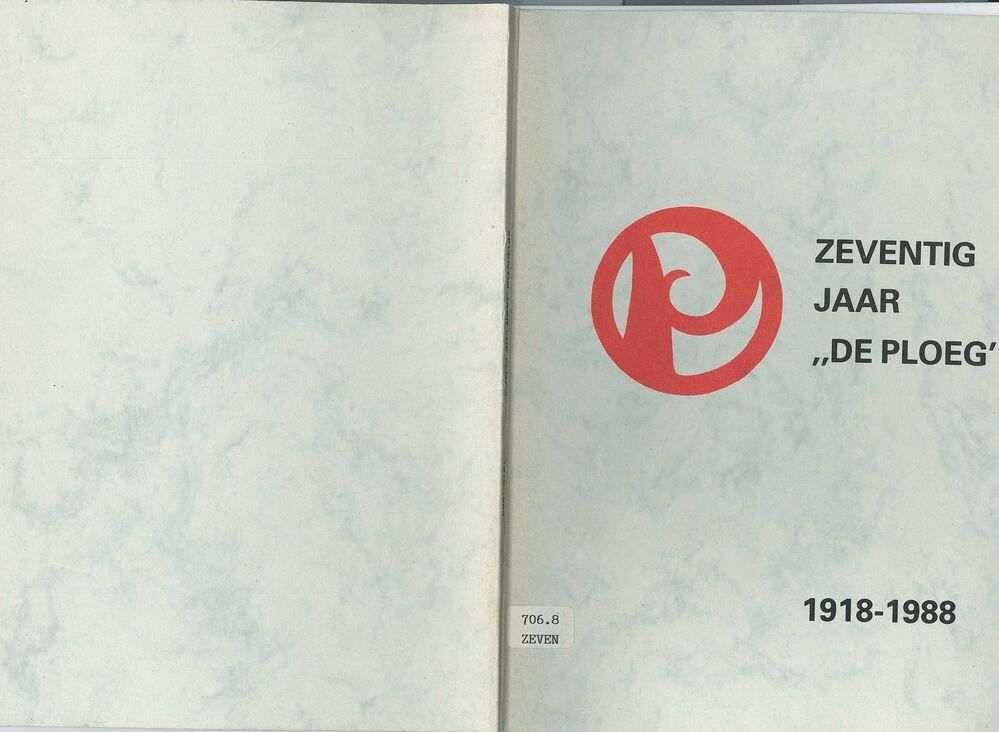 ZEVENTIG
JAAR
,,DE PLOEG''
1918-1988
706.8
ZEVEN